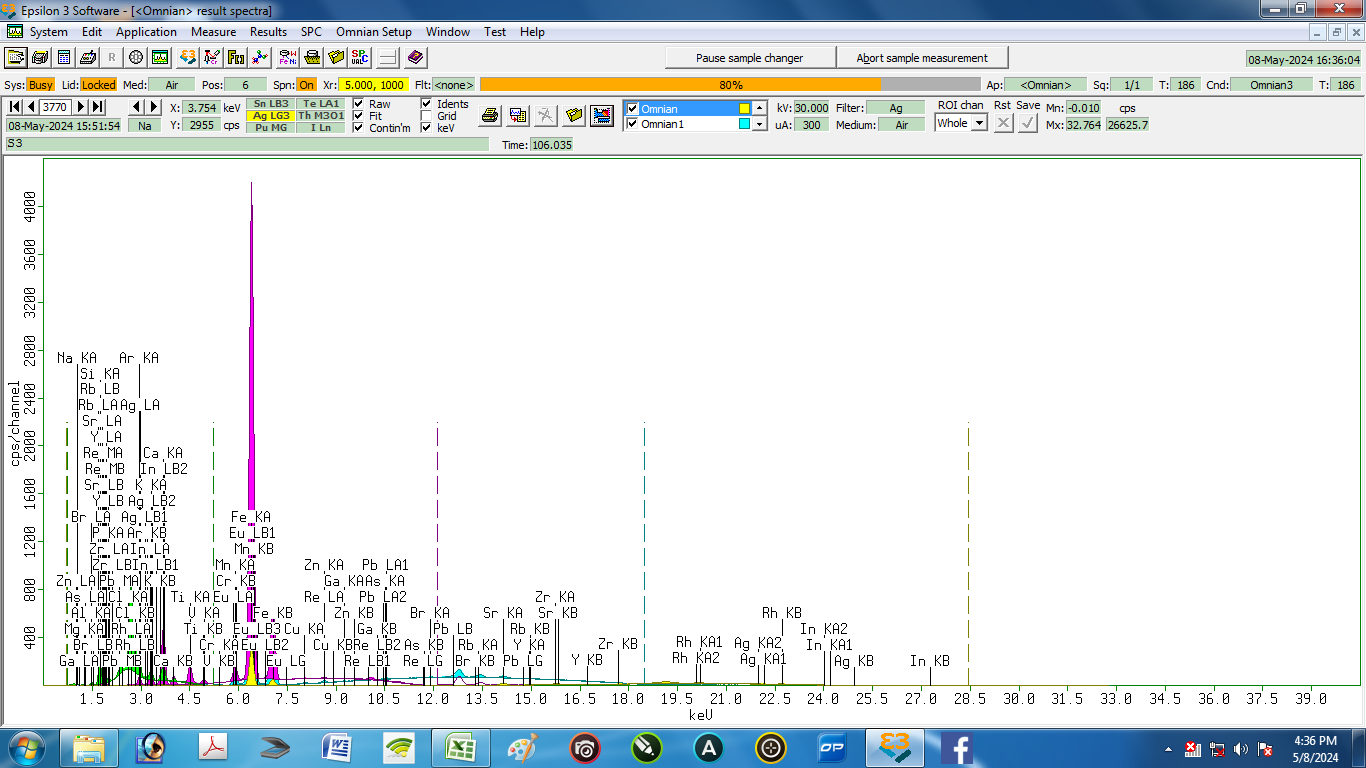 Epsilon 3 Software - [<Omnian> result spectra]
System Edit Application Measure Results SPC Omnian Setup Window Test Help
Pause sample changer Abort sample measurement 08-May-2024 16:36:04
Sys: Busy Lid: Locked Med: Air Pos: 6 Spn: On Xr: 5.000, 1000 Flt: <none> 80% Ap: <Omnian> Sq: 1/1 T: 186 Cnd: Omnian3 T: 186
3770 X: 3.754 keV Sn LB3 Te LA1 Raw Idents Omnian kV: 30.000 Filter: Ag ROI chan Rst Save Mn: -0.010 cps
08-May-2024 15:51:54 Na Y: 2955 cps Ag LG3 Th M3O1 Fit Grid Omnian1 uA: 300 Medium: Air Whole Mx: 32.764 26625.7
Pu MG I Ln Contin'm keV
S3 Time: 106.035
cps/channel
4000
3600
3200
2800
2400
2000
1600
1200
800
400
Na KA Ar KA
Si KA
Rb LB
Rb LA Ag LA
Sr LA
Y LA
Re MA Ca KA
Re MB In LB2
Sr LB K KA
Y LB Ag LB2
Br LA Ag LB1 Fe KA
P KA Ar KB Eu LB1
Zr LA In LA Mn KB
Zr LB In LB1 Mn KA Zn KA Pb LA1
Zn LA Pb MA K KB Cr KB Ga KA As KA
As LA Cl KA Ti KA Eu LA Re LA Pb LA2 Zr KA
Al KA Cl KB V KA Fe KB Zn KB Br KA Sr KA Sr KB Rh KB
Mg KA Rh LA Ti KB Eu LB3 Cu KA Ga KB Pb LB Rb KB In KA2
Br LB Rh LB Cr KA Eu LB2 Cu KB Re LB2 As KB Rb KA Y KA Zr KB Rh KA1 Ag KA2 In KA1
Ga LA Pb MB Ca KB V KB Eu LG Re LB1 Re LG Br KB Pb LG Y KB Rh KA2 Ag KA1 Ag KB In KB
1.5 3.0 4.5 6.0 7.5 9.0 10.5 12.0 13.5 15.0 16.5 18.0 19.5 21.0 22.5 24.0 25.5 27.0 28.5 30.0 31.5 33.0 34.5 36.0 37.5 39.0
keV
4:36 PM
5/8/2024